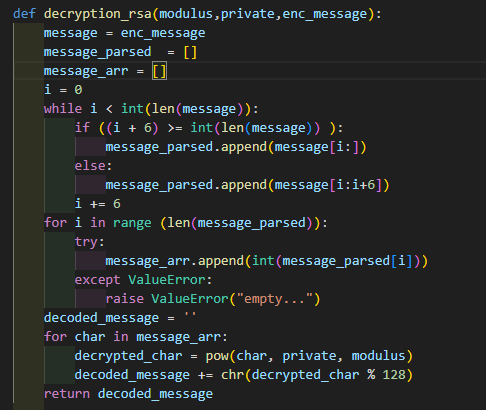 def decryption_rsa(modulus,private,enc_message):
    message = enc_message
    message_parsed  = []
    message_arr = []
    i = 0
    while i < int(len(message)):
        if ((i + 6) >= int(len(message)) ):
            message_parsed.append(message[i:])
        else:
            message_parsed.append(message[i:i+6])
        i += 6
    for i in range (len(message_parsed)):
        try:
            message_arr.append(int(message_parsed[i]))
        except ValueError:
            raise ValueError("empty...")
    decoded_message = ''
    for char in message_arr:
        decrypted_char = pow(char, private, modulus)
        decoded_message += chr(decrypted_char % 128)
    return decoded_message